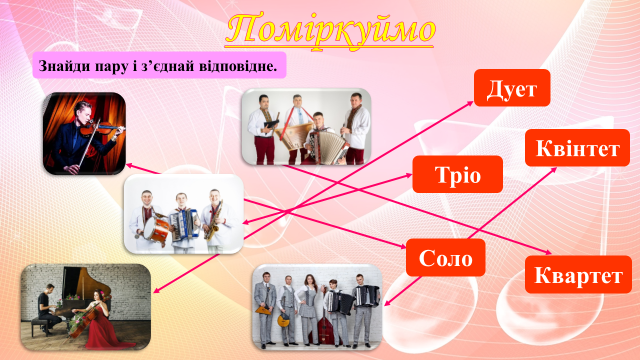 Поміркуймо
Знайди пару і з’єднай відповідне.
Дует
Квінтет
Тріо
Соло
Квартет